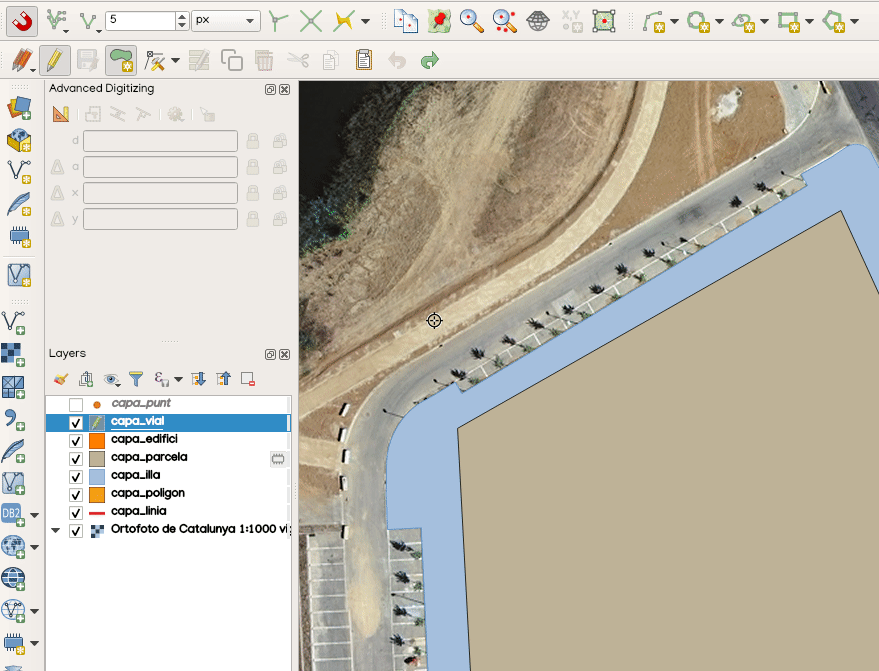 5
px
X,Y
Advanced Digitizing
d
a
x
y
Layers
capa_punt
capa_vial
capa_edifici
capa_parcela
capa_illa
capa_poligon
capa_linia
Ortofoto de Catalunya 1:1000 vi
DB2